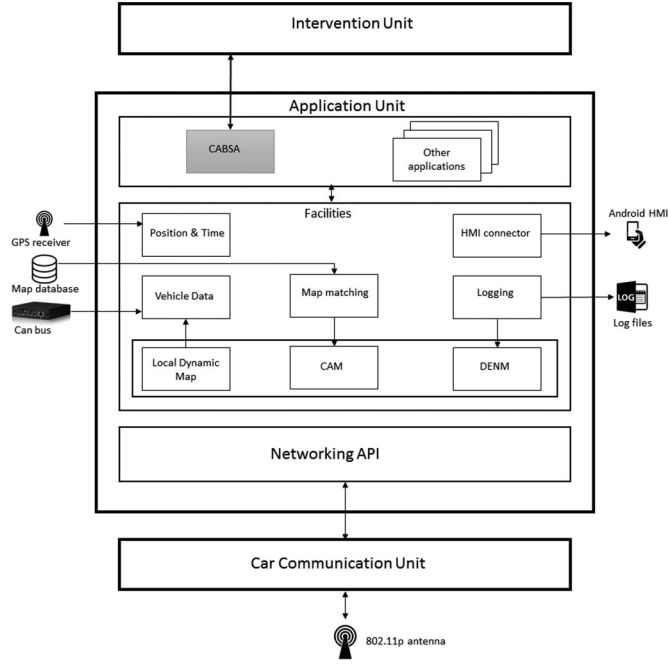 Intervention Unit
Application Unit
CABSA
Other
applications
Facilities
GPS receiver
Position & Time
HMI connector
Android HMI
Map database
Vehicle Data
Map matching
Logging
LOG
Can bus
Log files
Local Dynamic
Map
CAM
DENM
Networking API
Car Communication Unit
802.11p antenna